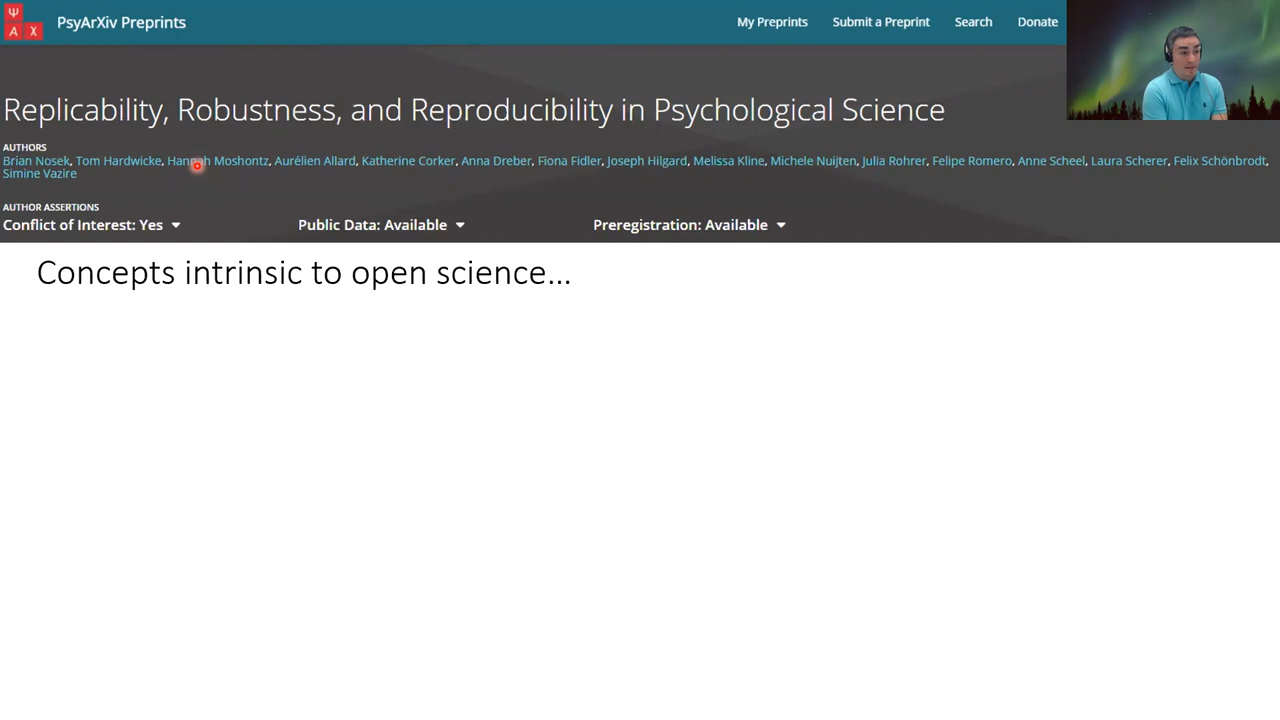 Ψ
A X
PsyArXiv Preprints
My Preprints
Submit a Preprint
Search
Donate
Replicability, Robustness, and Reproducibility in Psychological Science
AUTHORS
Brian Nosek, Tom Hardwicke, Hannah Moshontz, Aurélien Allard, Katherine Corker, Anna Dreber, Fiona Fidler, Joseph Hilgard, Melissa Kline, Michele Nuijten, Julia Rohrer, Felipe Romero, Anne Scheel, Laura Scherer, Felix Schönbrodt,
Simine Vazire
AUTHOR ASSERTIONS
Conflict of Interest: Yes
Public Data: Available
Preregistration: Available
Concepts intrinsic to open science...